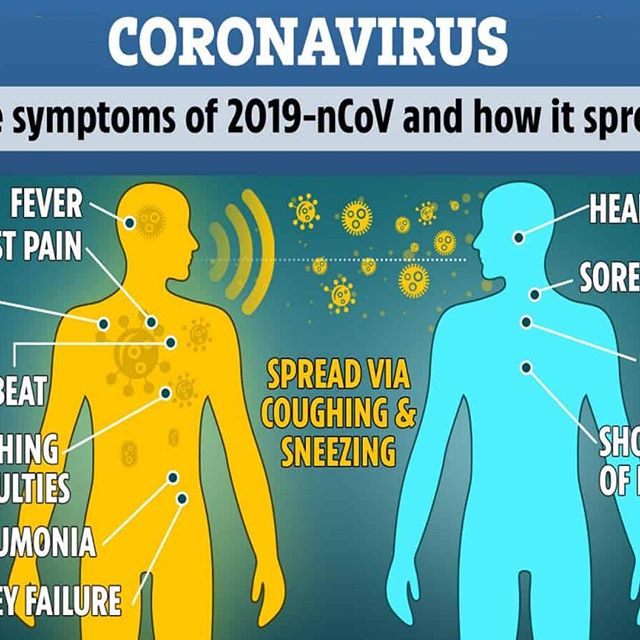 CORONAVIRUS
e symptoms of 2019-nCoV and how it spre
FEVER
ST PAIN
BEAT
HING
ULTIES
UMONIA
EY FAILURE
SPREAD VIA
COUGHING &
SNEEZING
HEA
SORE
SHO
OF